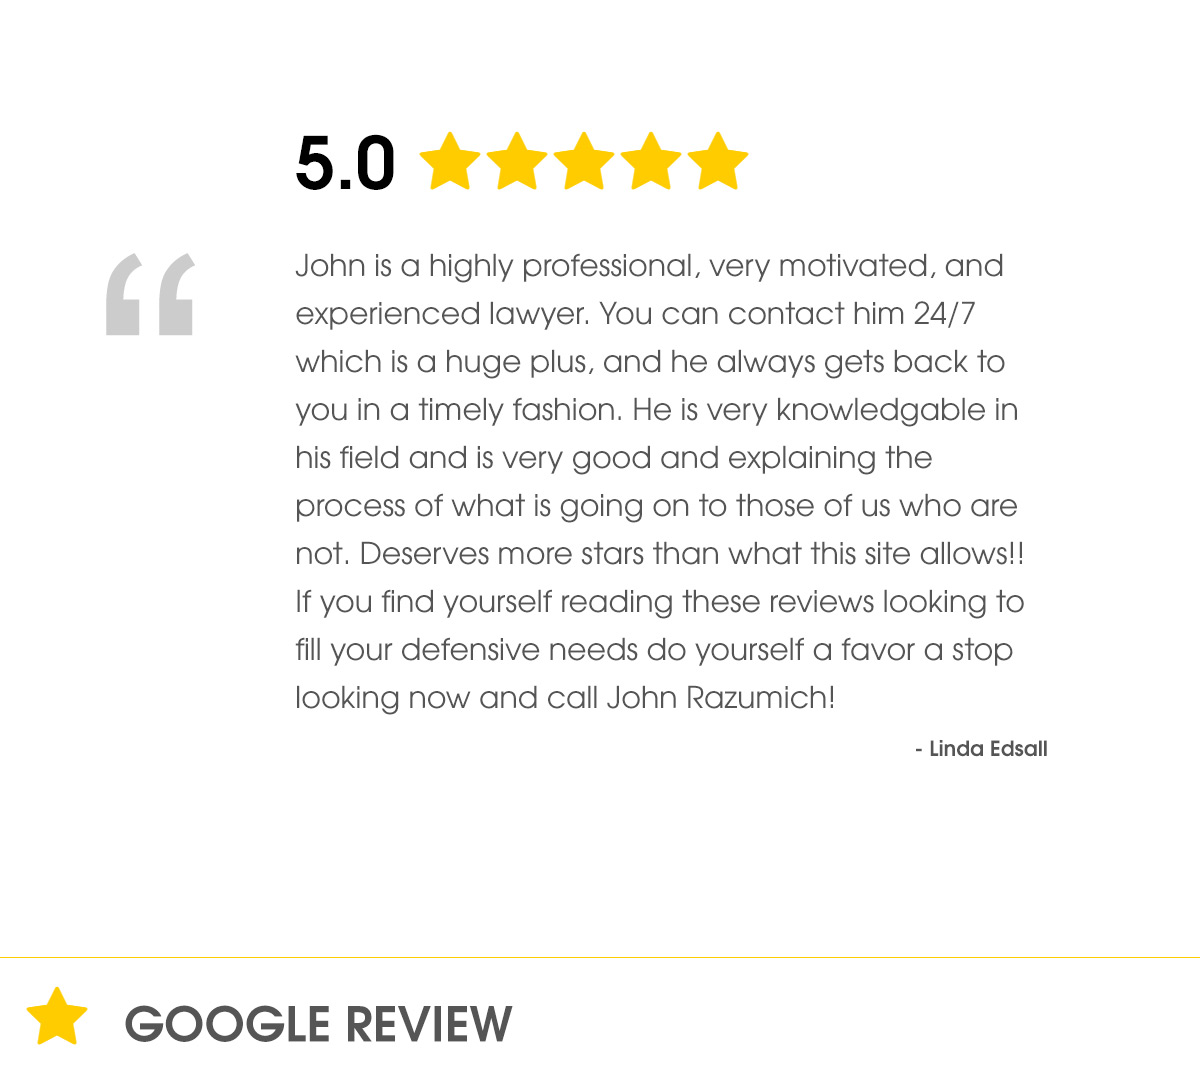 5.0
“
John is a highly professional, very motivated, and
experienced lawyer. You can contact him 24/7
which is a huge plus, and he always gets back to
you in a timely fashion. He is very knowledgable in
his field and is very good and explaining the
process of what is going on to those of us who are
not. Deserves more stars than what this site allows!!
If you find yourself reading these reviews looking to
fill your defensive needs do yourself a favor a stop
looking now and call John Razumich!
- Linda Edsall
GOOGLE REVIEW